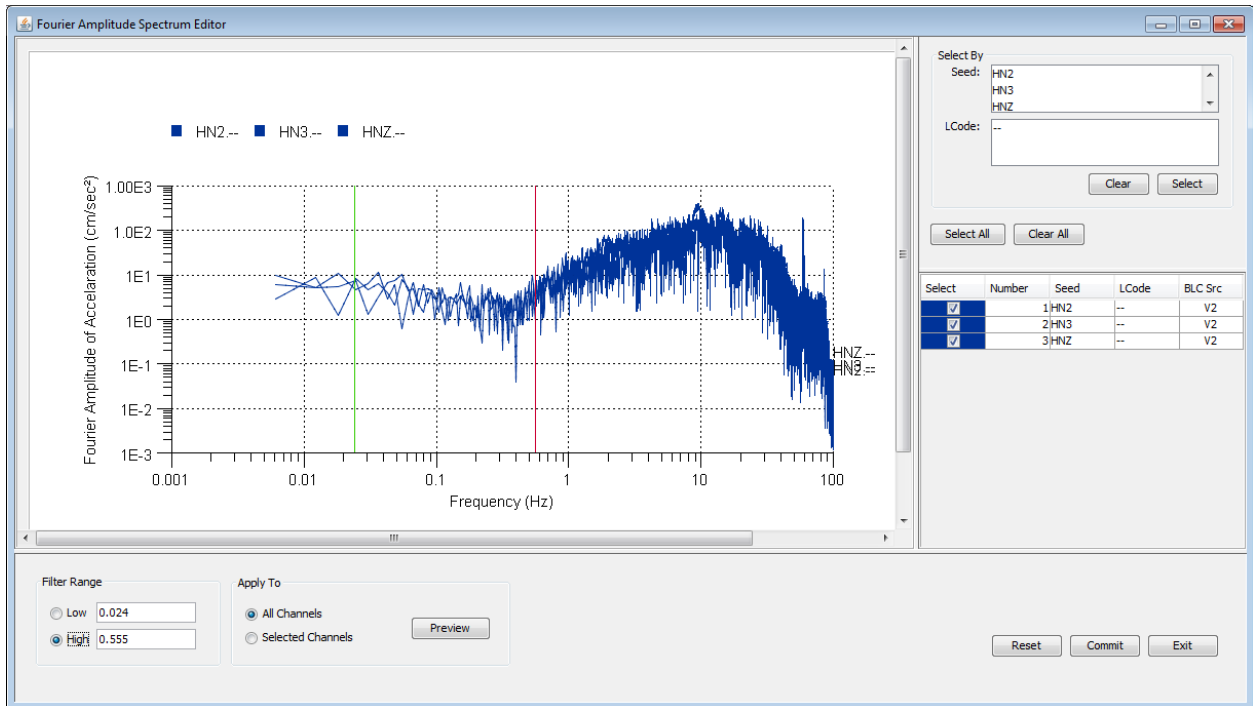 Fourier Amplitude Spectrum Editor
HN2.-- HN3.-- HNZ.--
Fourier Amplitude of Accelaration (cm/sec²)
1.00E3
1.0E2
1E1
1E0
1E-1
1E-2
1E-3
0.001 0.01 0.1 1 10 100
Frequency (Hz)
HNZ.--
HN3.--
HN2.--
Select By
Seed:
HN2
HN3
HNZ
LCode:
--
Clear Select
Select All Clear All
Select Number Seed LCode BLC Src
1 HN2 -- V2
2 HN3 -- V2
3 HNZ -- V2
Filter Range
Low 0.024
High 0.555
Apply To
All Channels
Selected Channels
Preview
Reset Commit Exit